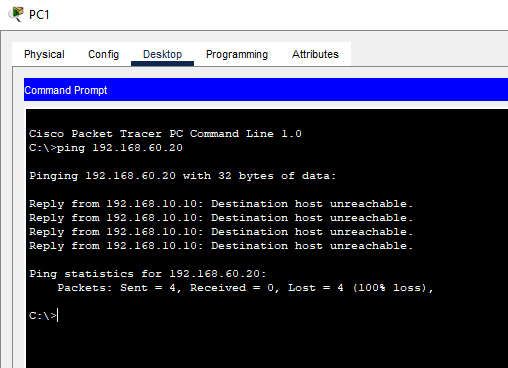 PC1
Physical Config Desktop Programming Attributes
Command Prompt
Cisco Packet Tracer PC Command Line 1.0
C:\>ping 192.168.60.20
Pinging 192.168.60.20 with 32 bytes of data:
Reply from 192.168.10.10: Destination host unreachable.
Reply from 192.168.10.10: Destination host unreachable.
Reply from 192.168.10.10: Destination host unreachable.
Reply from 192.168.10.10: Destination host unreachable.
Ping statistics for 192.168.60.20:
    Packets: Sent = 4, Received = 0, Lost = 4 (100% loss),
C:\>